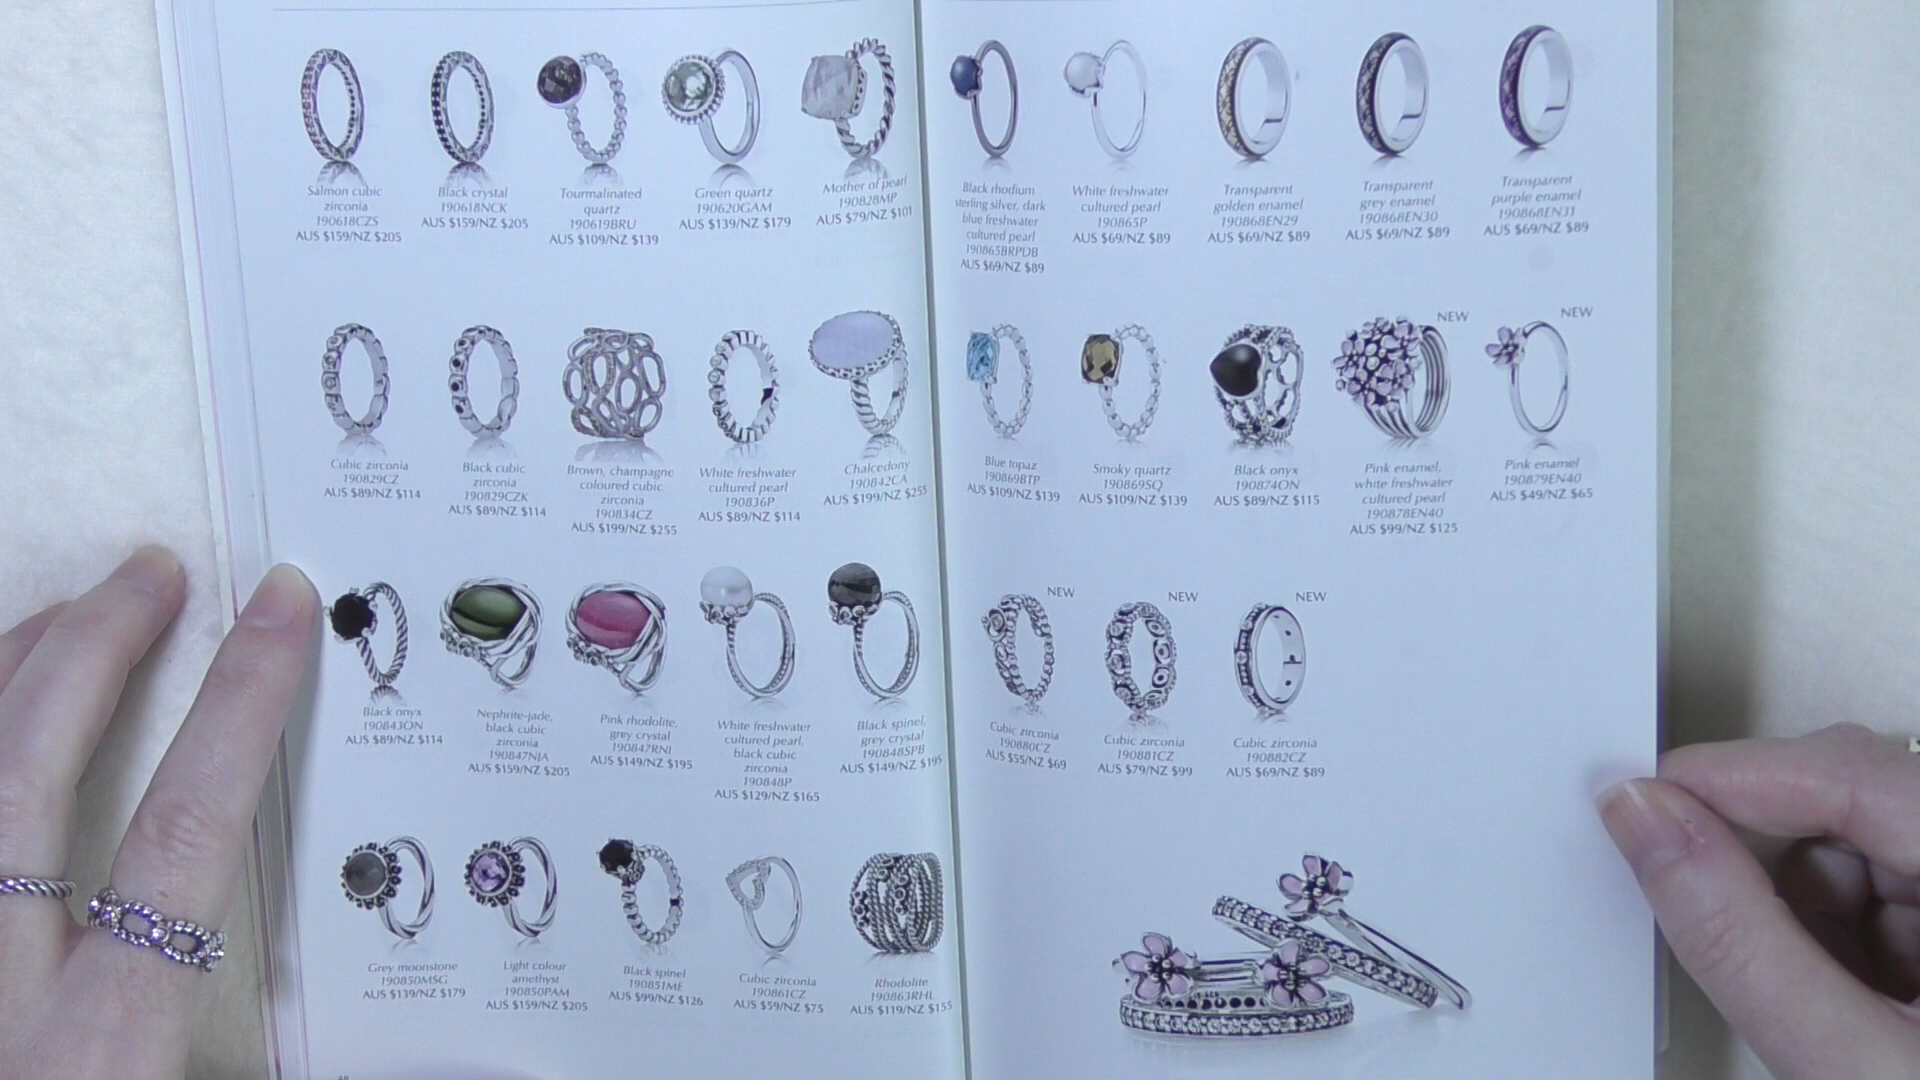 Salmon cubic
zirconia
190618CZS
AUS $159/NZ $205
Black crystal
190618NCK
AUS $159/NZ $205
Tourmalinated
quartz
190619BRU
AUS $109/NZ $139
Green quartz
190620GAM
AUS $139/NZ $179
Mother of pearl
190828MP
AUS $79/NZ $101
Black rhodium
sterling silver, dark
blue freshwater
cultured pearl
190865BRPDB
AUS $69/NZ $89
White freshwater
cultured pearl
190865P
AUS $69/NZ $89
Transparent
golden enamel
190868EN29
AUS $69/NZ $89
Transparent
grey enamel
190868EN30
AUS $69/NZ $89
Transparent
purple enamel
190868EN31
AUS $69/NZ $89
Cubic zirconia
190829CZ
AUS $89/NZ $114
Black cubic
zirconia
190829CZK
AUS $89/NZ $114
Brown, champagne
coloured cubic
zirconia
190834CZ
AUS $199/NZ $255
White freshwater
cultured pearl
190836P
AUS $89/NZ $114
Chalcedony
190842CA
AUS $199/NZ $255
Blue topaz
190869BTP
AUS $109/NZ $139
Smoky quartz
190869SQ
AUS $109/NZ $139
Black onyx
190874ON
AUS $89/NZ $115
NEW
Pink enamel,
white freshwater
cultured pearl
190878EN40
AUS $99/NZ $125
NEW
Pink enamel
190879EN40
AUS $49/NZ $65
Black onyx
190843ON
AUS $89/NZ $114
Nephrite-jade,
black cubic
zirconia
190847NJA
AUS $159/NZ $205
Pink rhodolite,
grey crystal
190847RNI
AUS $149/NZ $195
White freshwater
cultured pearl,
black cubic
zirconia
190848P
AUS $129/NZ $165
Black spinel,
grey crystal
190848SPB
AUS $149/NZ $195
NEW
Cubic zirconia
190880CZ
AUS $55/NZ $69
NEW
Cubic zirconia
190881CZ
AUS $79/NZ $99
NEW
Cubic zirconia
190882CZ
AUS $69/NZ $89
Grey moonstone
190850MSG
AUS $139/NZ $179
Light colour
amethyst
190850PAM
AUS $159/NZ $205
Black spinel
190851ME
AUS $99/NZ $126
Cubic zirconia
190861CZ
AUS $59/NZ $75
Rhodolite
190863RHL
AUS $119/NZ $155